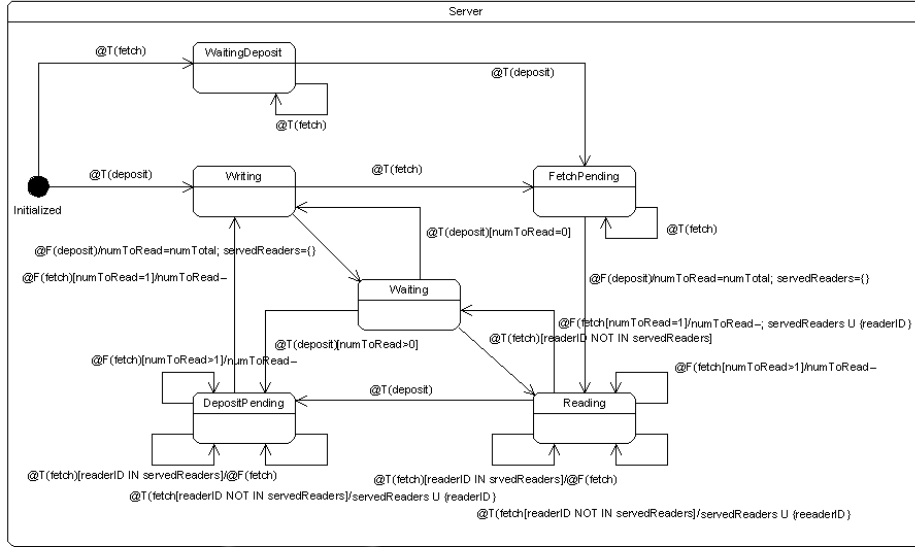 Server
@T(fetch)
WaitingDeposit
@T(deposit)
@T(fetch)
@T(deposit)
Writing
@T(fetch)
FetchPending
Initialized
@T(fetch)
@T(deposit)[numToRead=0]
@F(deposit)/numToRead=numTotal; servedReaders={}
@F(fetch)[numToRead=1]/numToRead--
@F(deposit)/numToRead=numTotal; servedReaders={}
Waiting
@F(fetch[numToRead=1]/numToRead--; servedReaders U {readerID}
@T(fetch)[readerID NOT IN servedReaders]
@T(deposit)[numToRead>0]
@F(fetch)[numToRead>1]/numToRead--
@F(fetch[numToRead>1]/numToRead--
@T(deposit)
DepositPending
Reading
@T(fetch)[readerID IN servedReaders]/@F(fetch)
@T(fetch)[readerID IN srvedReaders]/@F(fetch)
@T(fetch[readerID NOT IN servedReaders]/servedReaders U {readerID}
@T(fetch[readerID NOT IN servedReaders]/servedReaders U {reeaderID}